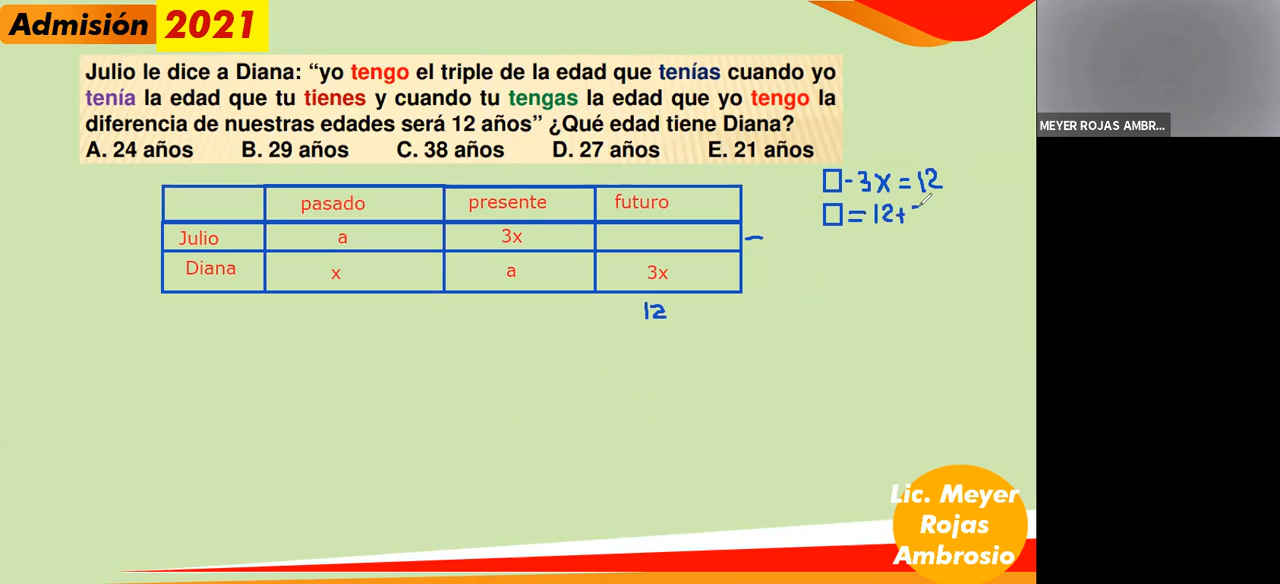 Admisión 2021
Julio le dice a Diana: “yo tengo el triple de la edad que tenías cuando yo
tenía la edad que tu tienes y cuando tu tengas la edad que yo tengo la
diferencia de nuestras edades será 12 años” ¿Qué edad tiene Diana?
A. 24 años B. 29 años C. 38 años D. 27 años E. 21 años
pasado presente futuro
Julio a 3x
Diana x a 3x
12
□-3x=12
□=12+
MEYER ROJAS AMBR...
Lic. Meyer
Rojas
Ambrosio